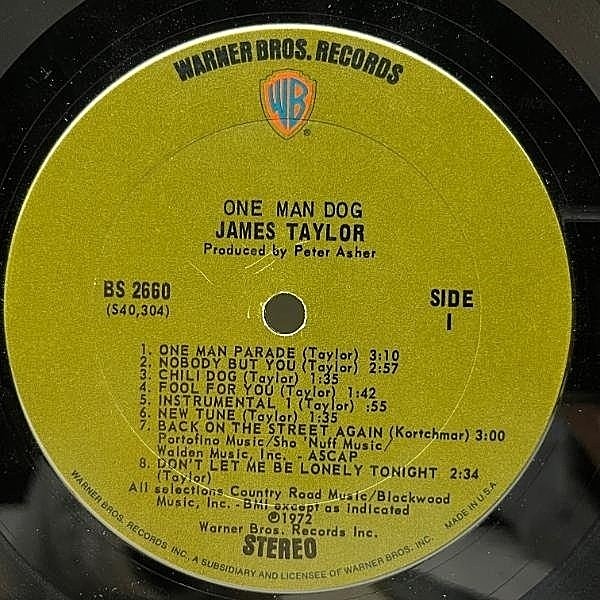 WARNER BROS. RECORDS
WB
®
ONE MAN DOG
JAMES TAYLOR
Produced by Peter Asher
BS 2660
(S40,304)
SIDE
1
1. ONE MAN PARADE (Taylor) 3:10
2. NOBODY BUT YOU (Taylor) 2:57
3. CHILI DOG (Taylor) 1:35
4. FOOL FOR YOU (Taylor) 1:42
5. INSTRUMENTAL I (Taylor) :55
6. NEW TUNE (Taylor) 1:35
7. BACK ON THE STREET AGAIN (Kortchmar) 3:00
Portofino Music/Sho 'Nuff Music/
Walden Music, Inc. - ASCAP
8. DON'T LET ME BE LONELY TONIGHT 2:34
(Taylor)
All selections Country Road Music/Blackwood
Music, Inc. - BMI except as indicated
℗1972
Warner Bros. Records Inc.
STEREO
WARNER BROS. RECORDS INC. A SUBSIDIARY AND LICENSEE OF WARNER BROS. INC. MADE IN U.S.A